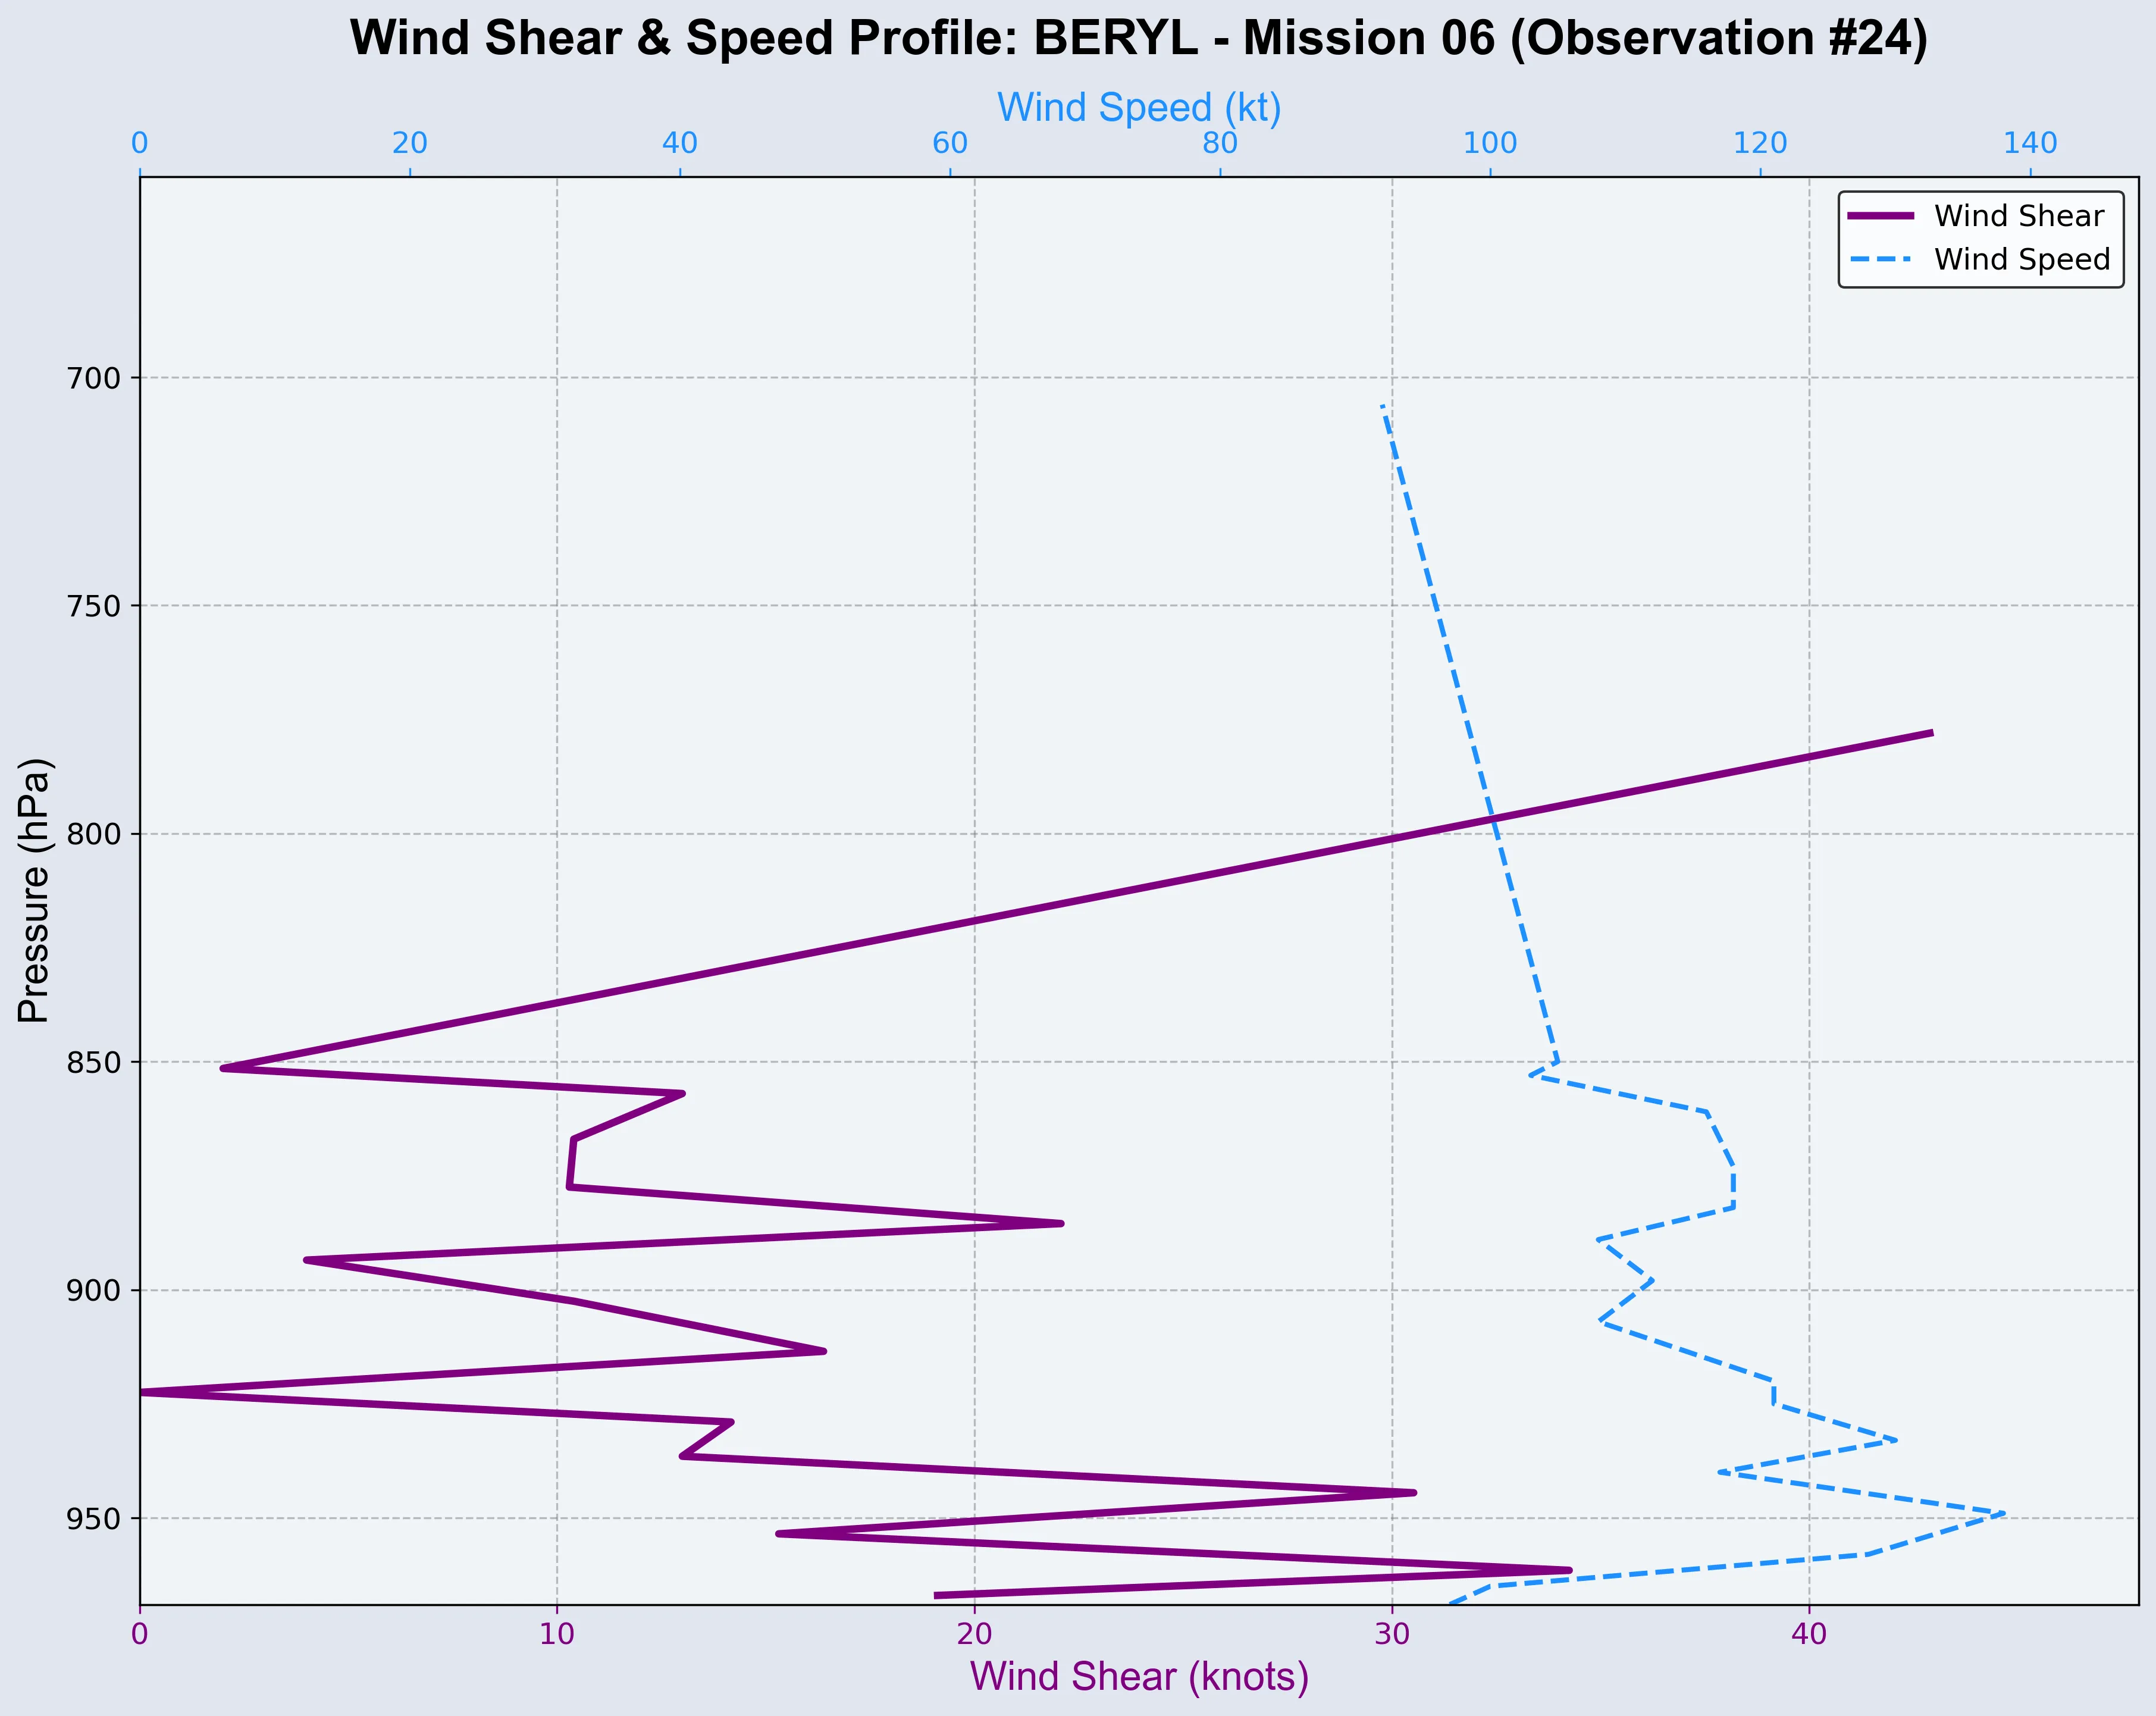 Wind Shear & Speed Profile: BERYL - Mission 06 (Observation #24)
Wind Speed (kt)
0 20 40 60 80 100 120 140
Wind Shear
Wind Speed
Pressure (hPa)
700
750
800
850
900
950
0 10 20 30 40
Wind Shear (knots)